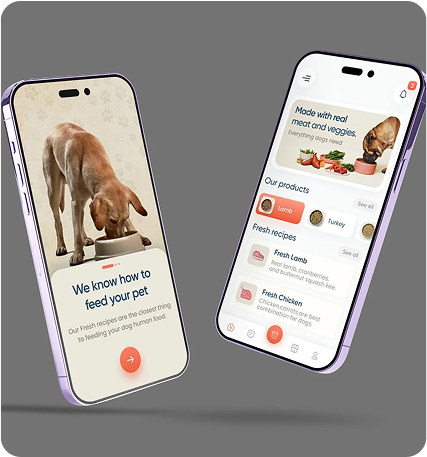 We know how to
feed your pet
Our Fresh recipes are the closest thing
to feeding your dog human food.
3
Made with real
meat and veggies.
Everything dogs need
Our products
See all
Lamb
Turkey
Fresh recipes
See all
Fresh Lamb
Real lamb, cranberries,
and butternut squash kee.
Fresh Chicken
Chicken,carrots,are best
combination for dogs.